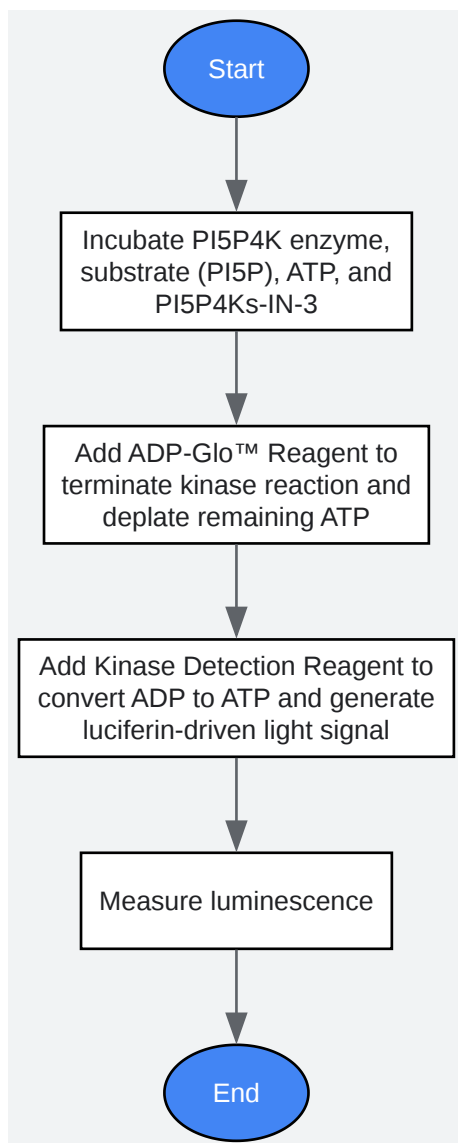 Start
Incubate PI5P4K enzyme,
substrate (PI5P), ATP, and
PI5P4Ks-IN-3
Add ADP-Glo™ Reagent to
terminate kinase reaction and
deplate remaining ATP
Add Kinase Detection Reagent to
convert ADP to ATP and generate
luciferin-driven light signal
Measure luminescence
End